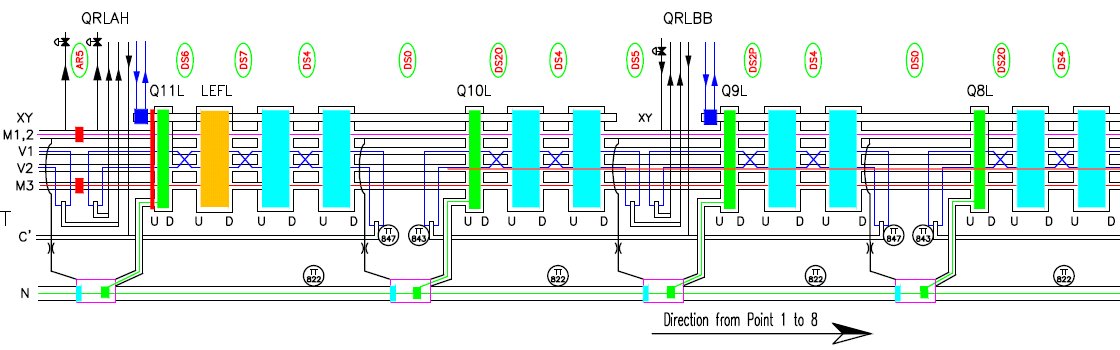 QRLAH QRLBB
AR5 DS6 DS7 DS4 DS0 DS20 DS4 DS5 DS2P DS4 DS0 DS20 DS4
Q11L LEFL Q10L Q9L Q8L
XY XY
M1,2
V1
V2
M3
U D U D U D U D U D U D U D U D U D U D U D U D U D
T
C'
TT 847 TT 843 TT 847 TT 843
TT 822 TT 822 TT 822 TT 822
N
Direction from Point 1 to 8